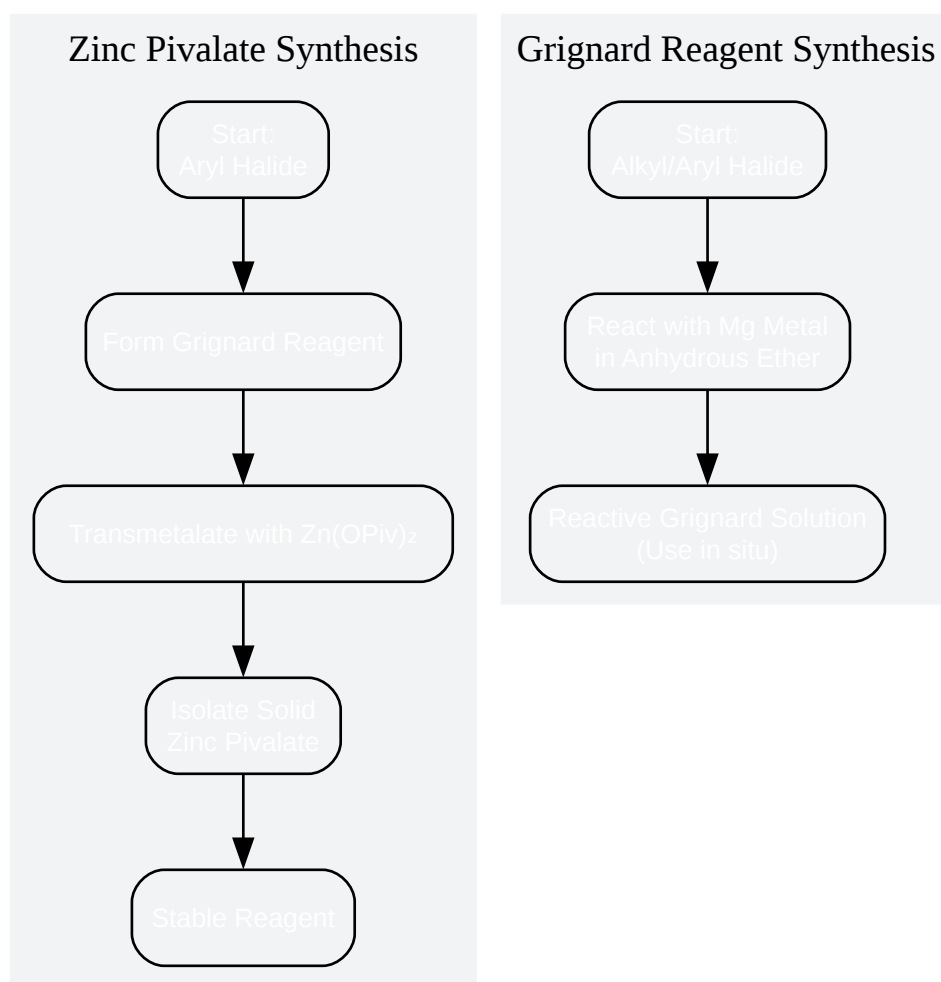 Zinc Pivalate Synthesis
Start:
Aryl Halide
Form Grignard Reagent
Transmetalate with Zn(OPiv)₂
Isolate Solid
Zinc Pivalate
Stable Reagent
Grignard Reagent Synthesis
Start:
Alkyl/Aryl Halide
React with Mg Metal
in Anhydrous Ether
Reactive Grignard Solution
(Use in situ)